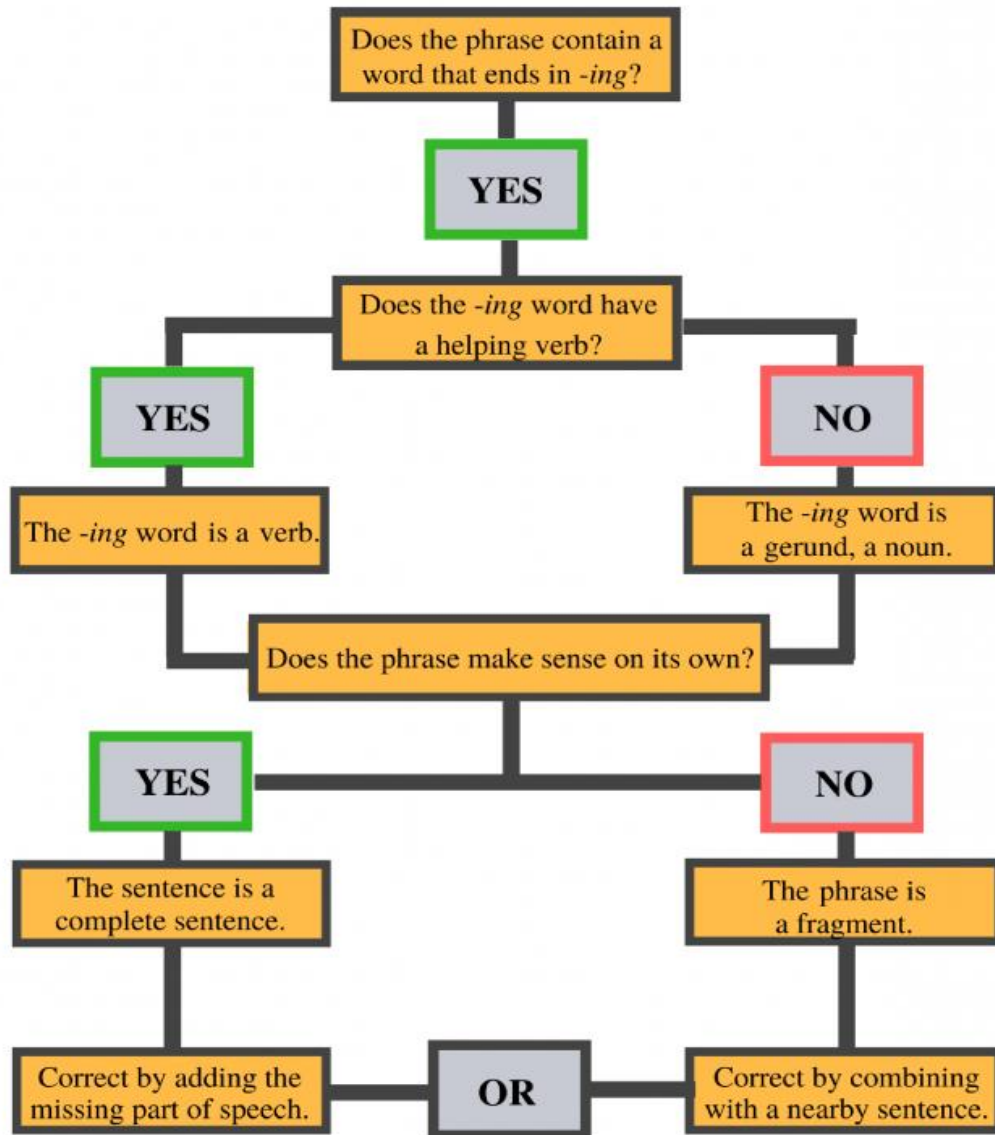 Does the phrase contain a
word that ends in -ing?
YES
Does the -ing word have
a helping verb?
YES
NO
The -ing word is a verb.
The -ing word is
a gerund, a noun.
Does the phrase make sense on its own?
YES
NO
The sentence is a
complete sentence.
The phrase is
a fragment.
Correct by adding the
missing part of speech.
OR
Correct by combining
with a nearby sentence.